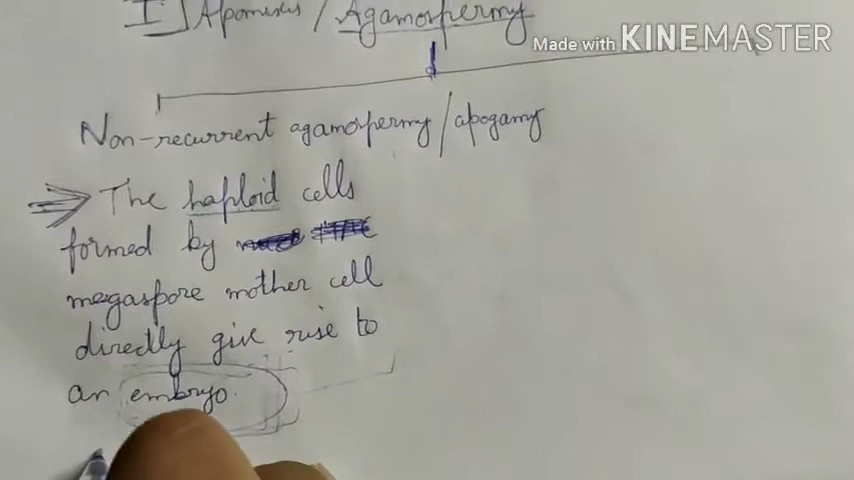 I] Apomixis / Agamospermy
Made with KINEMASTER
Non-recurrent agamospermy / apogamy
⇒ The haploid cells
formed by
megaspore mother cell
directly give rise to
an embryo.